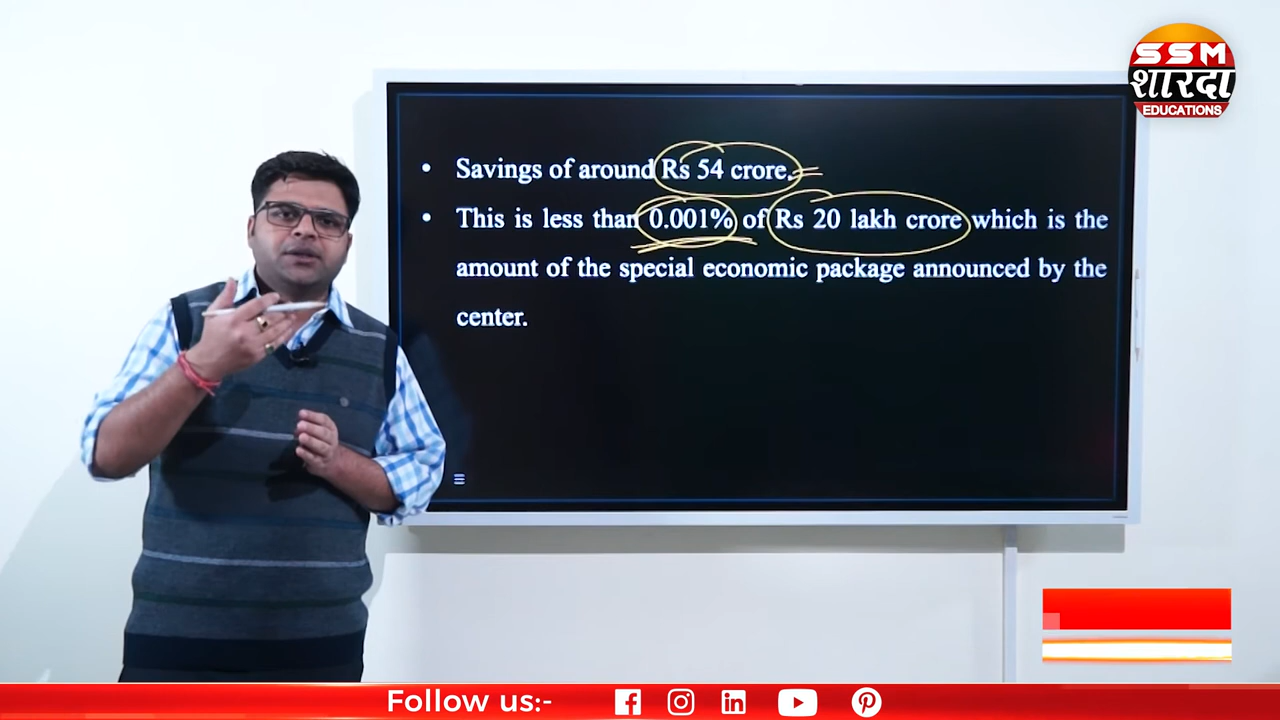 SSM
शारदा
EDUCATIONS
• Savings of around Rs 54 crore.
• This is less than 0.001% of Rs 20 lakh crore which is the
amount of the special economic package announced by the
center.
Follow us:-